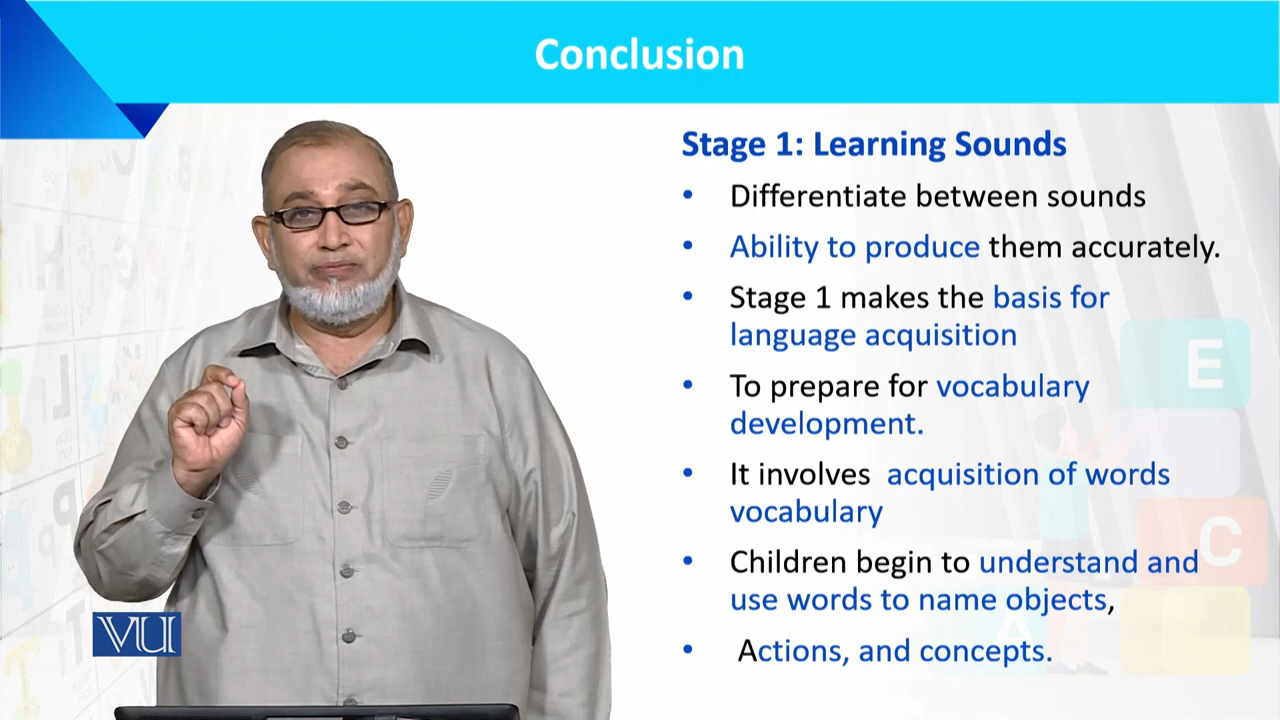 Conclusion
Stage 1: Learning Sounds
• Differentiate between sounds
• Ability to produce them accurately.
• Stage 1 makes the basis for
language acquisition
• To prepare for vocabulary
development.
• It involves acquisition of words
vocabulary
• Children begin to understand and
use words to name objects,
• Actions, and concepts.
VU
E
C
A